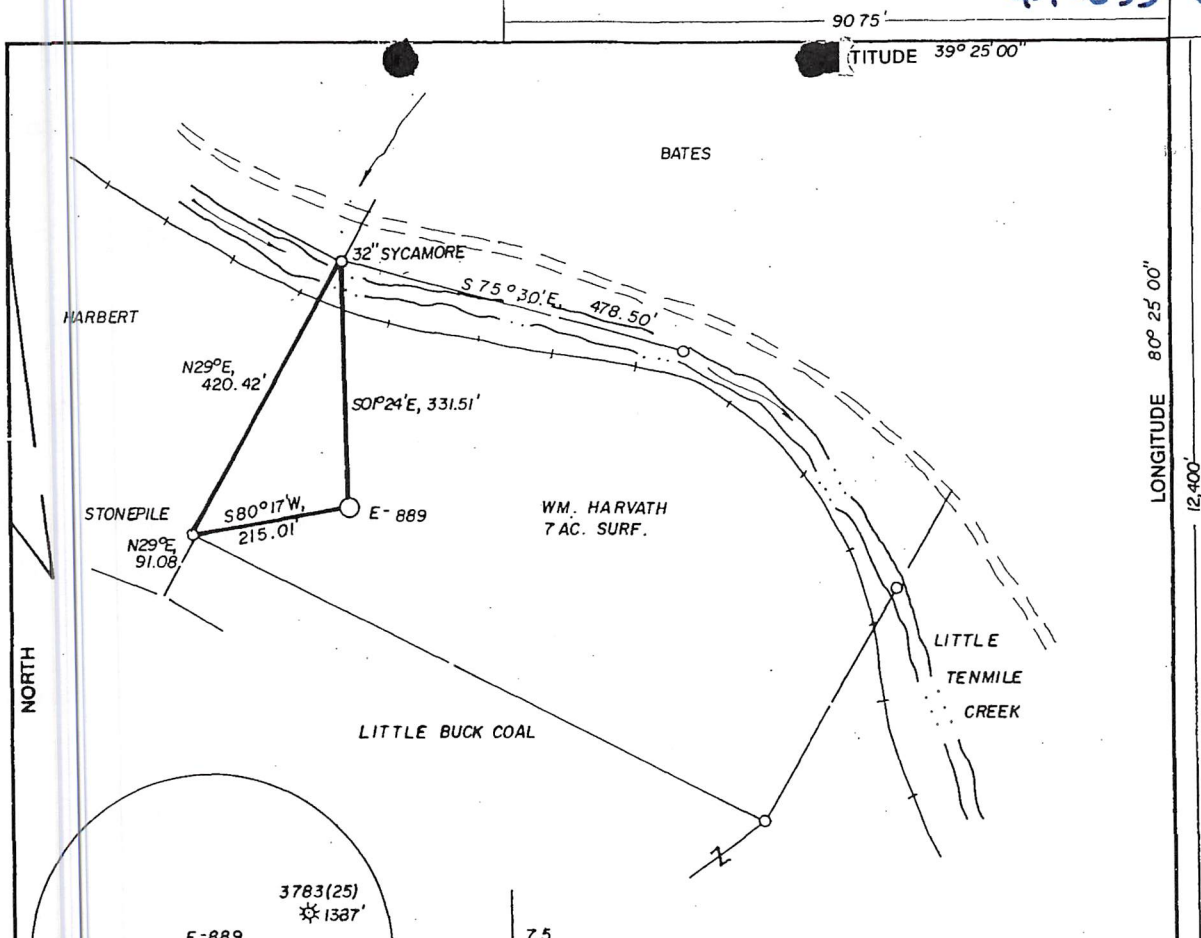 90 75'
TITUDE 39° 25' 00"
BATES
32" SYCAMORE
S 75° 30' E, 478.50'
LONGITUDE 80° 25' 00"
HARBERT
N29°E,
420.42'
S01°24'E, 331.51'
12,400'
STONEPILE
S80°17'W,
215.01'
E-889
WM. HARVATH
7 AC. SURF.
N29°E,
91.08
LITTLE
TENMILE
CREEK
NORTH
LITTLE BUCK COAL
Z
3783(25)
1387'
E-889
7.5